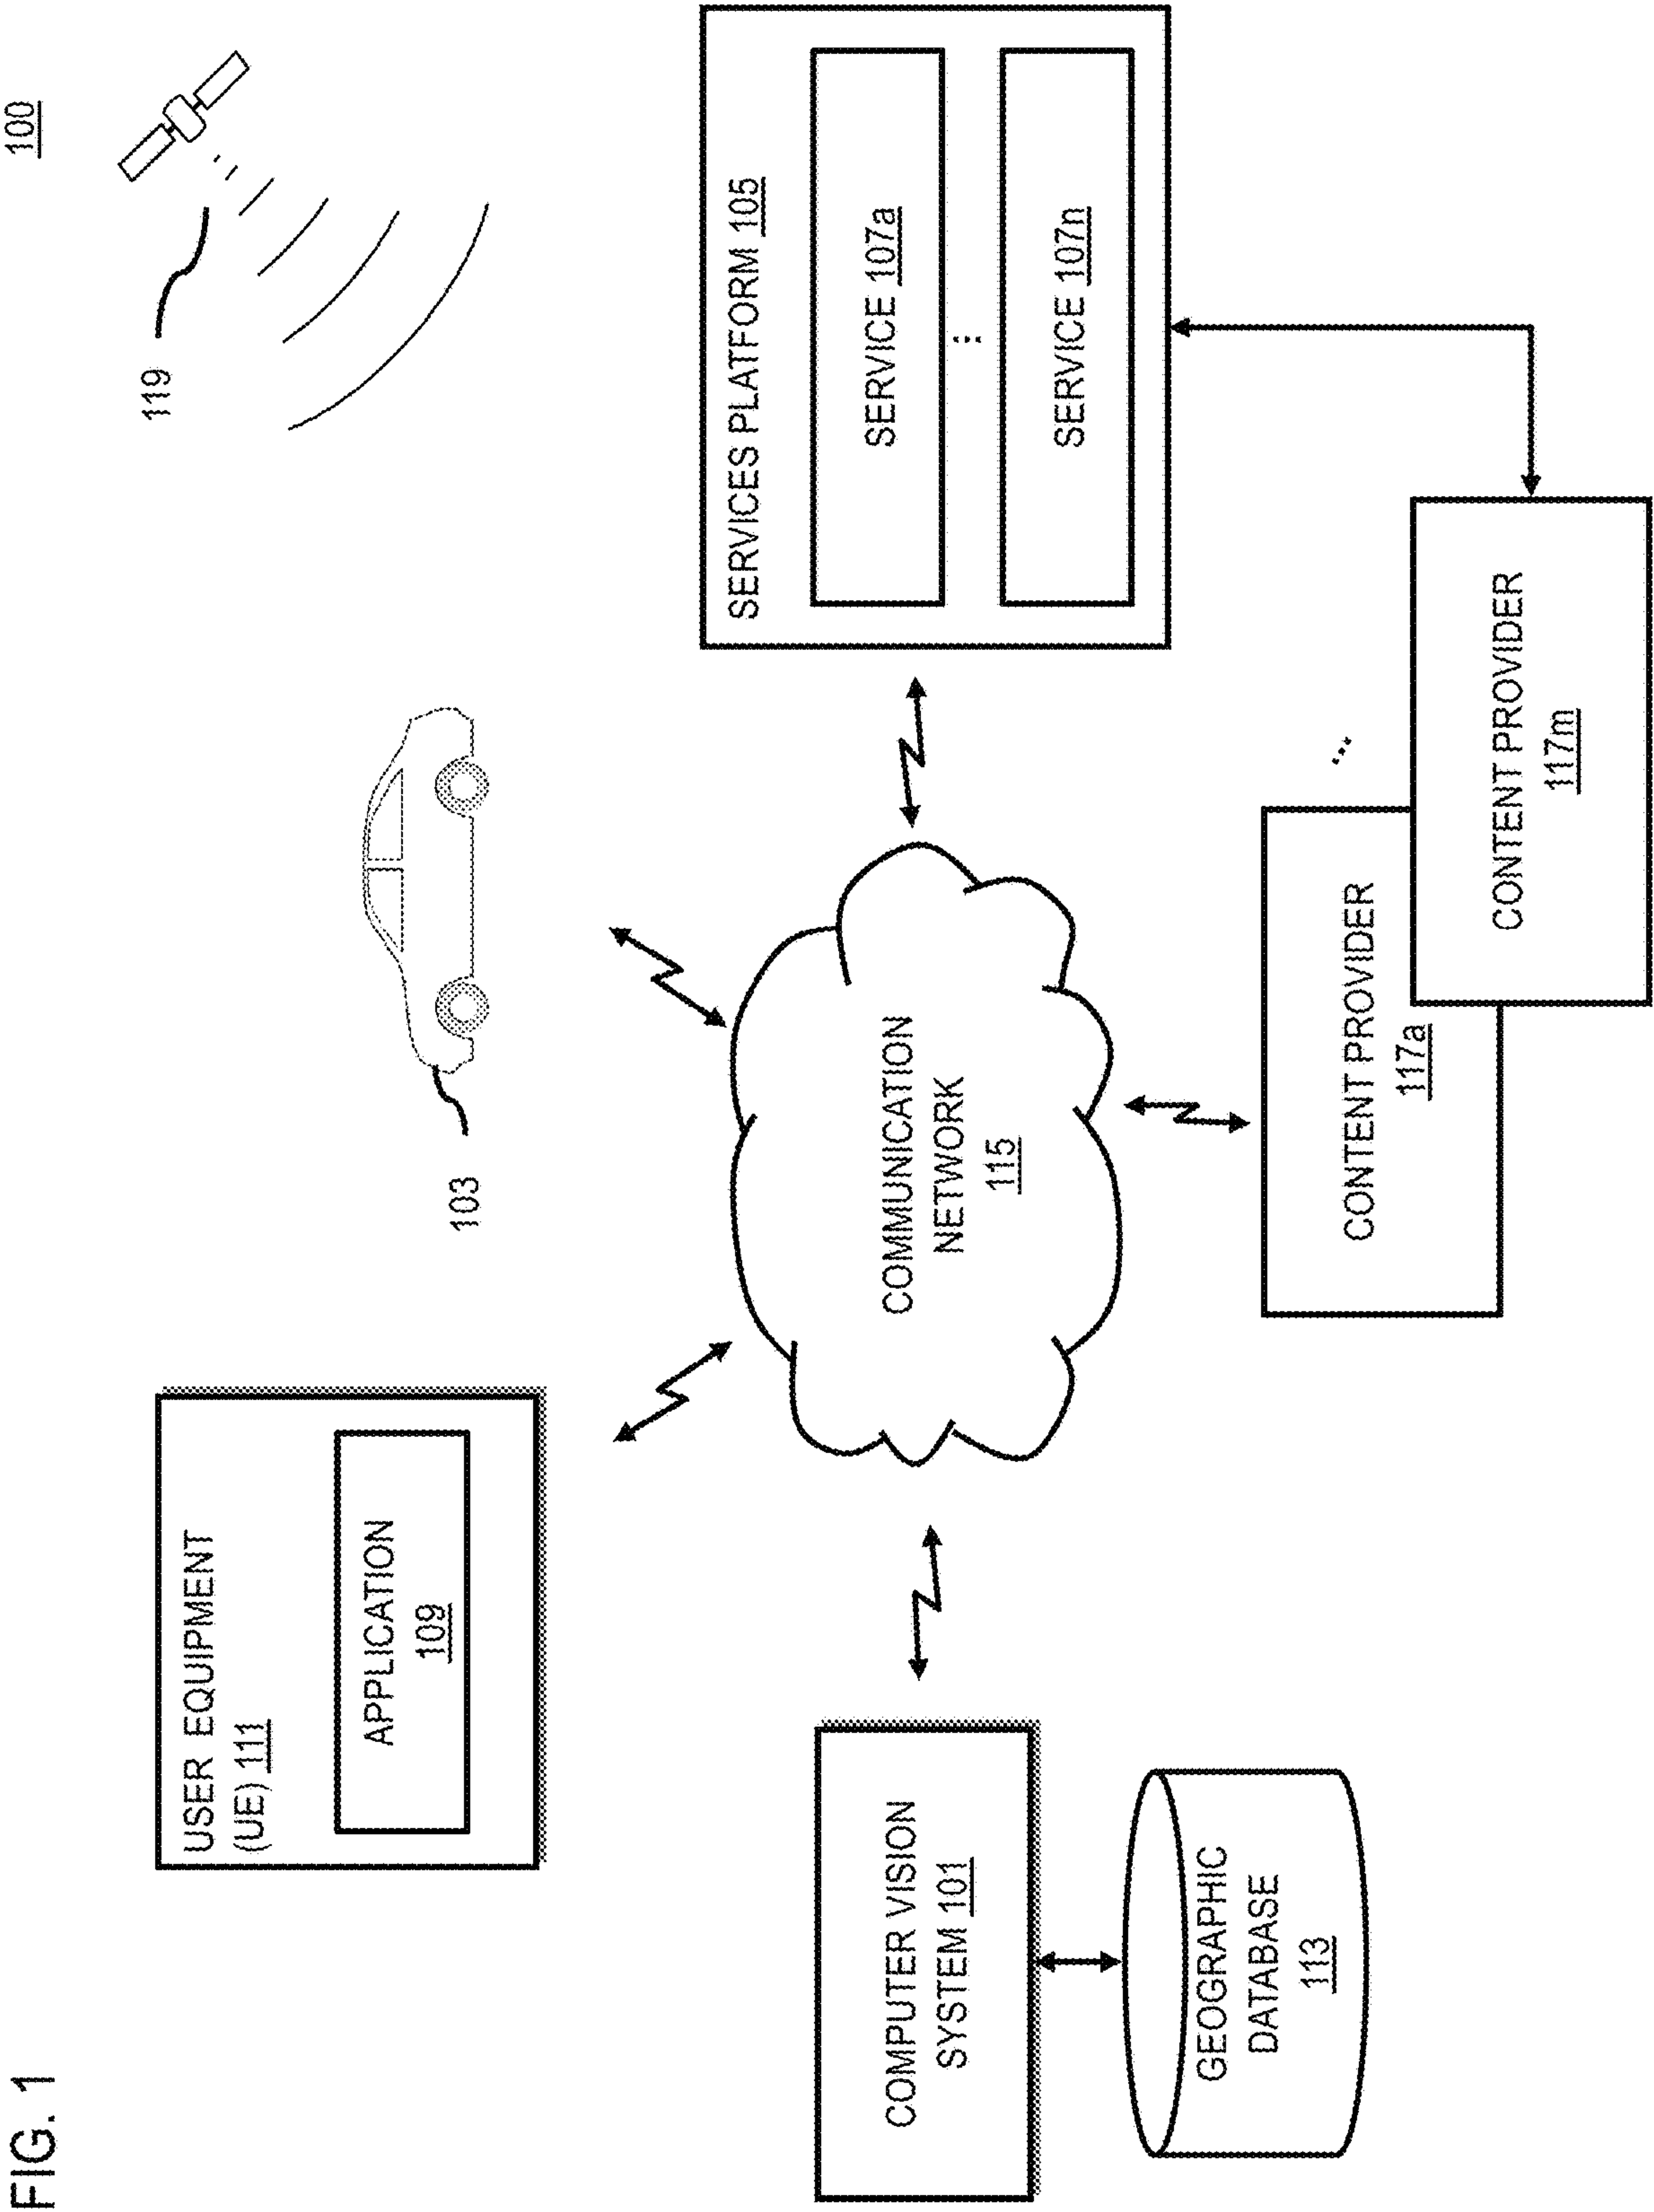 FIG. 1
100
119
USER EQUIPMENT
(UE) 111
APPLICATION
109
103
SERVICES PLATFORM 105
SERVICE 107a
...
SERVICE 107n
COMPUTER VISION
SYSTEM 101
COMMUNICATION
NETWORK
115
GEOGRAPHIC
DATABASE
113
CONTENT PROVIDER
117a
...
CONTENT PROVIDER
117m